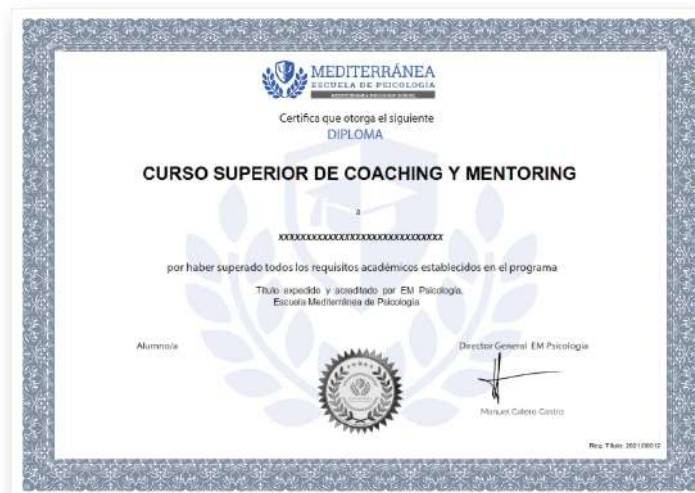 MEDITERRÁNEA
ESCUELA DE PSICOLOGÍA
Certifica que otorga el siguiente
DIPLOMA
CURSO SUPERIOR DE COACHING Y MENTORING
a
por haber superado todos los requisitos académicos establecidos en el programa
Título expedido y acreditado por EM Psicología,
Escuela Mediterránea de Psicología
Alumno/a
Director General EM Psicología
Manuel Calero Castro
Reg. Título: